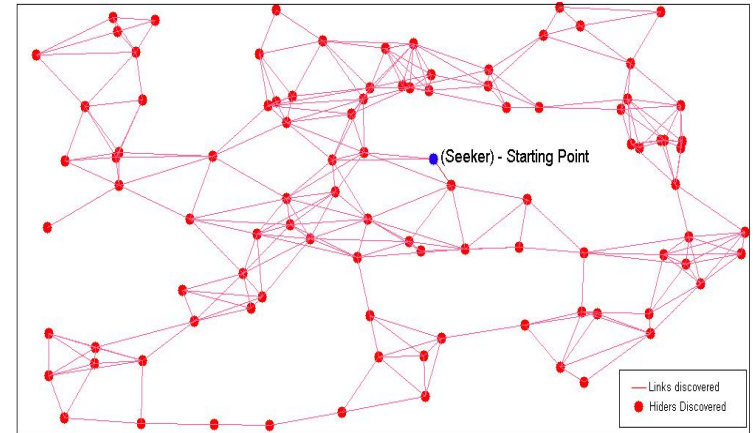 (Seeker) - Starting Point
Links discovered
Hiders Discovered